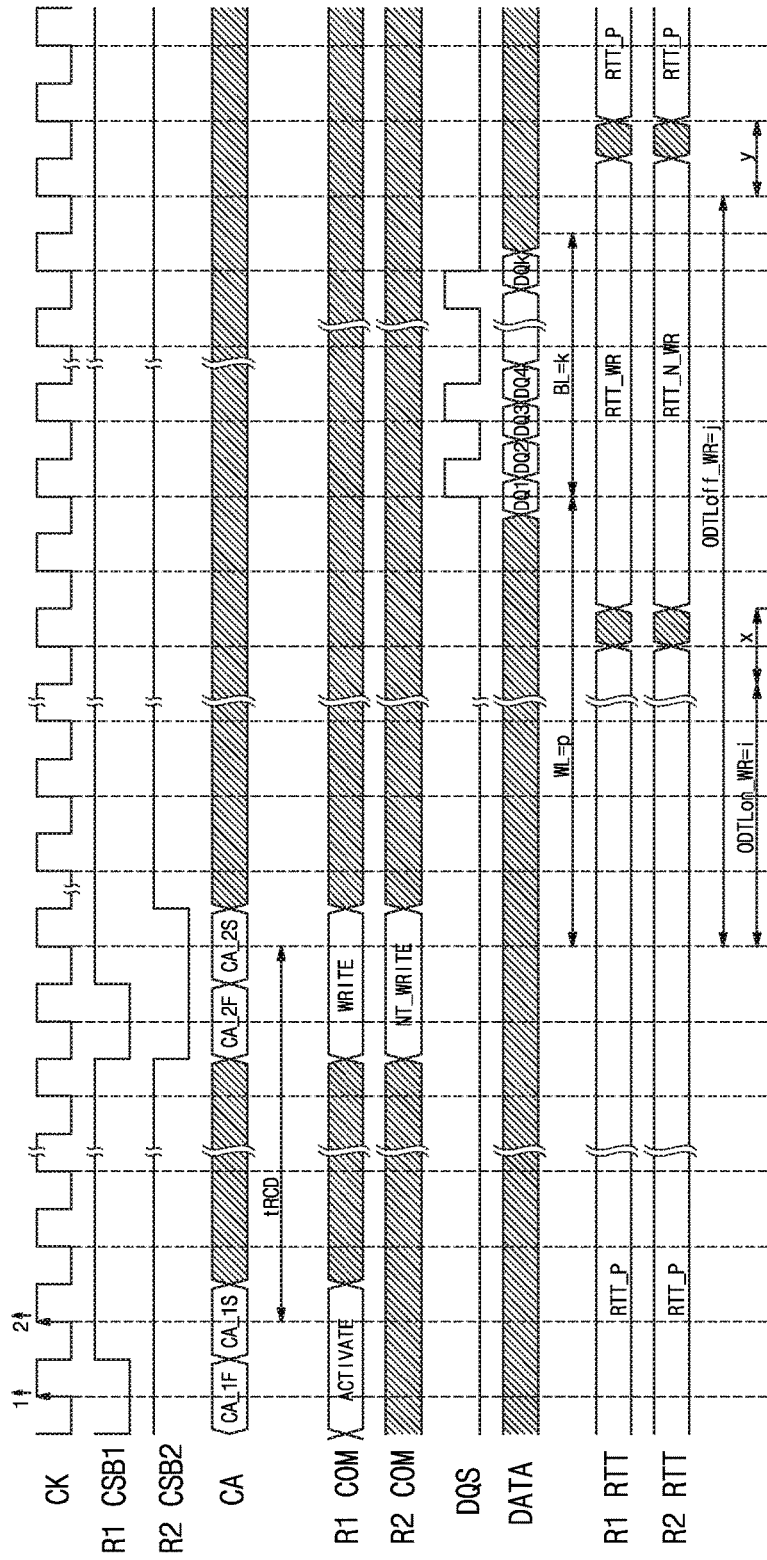 1 2
CK
R1 CSB1
R2 CSB2
CA CA_1F CA_1S CA_2F CA_2S
tRCD
R1 COM ACTIVATE WRITE
R2 COM NT_WRITE
DQS
DATA DQ1 DQ2 DQ3 DQ4 DQk
WL=p BL=k
R1 RTT RTT_P RTT_WR RTT_P
R2 RTT RTT_P RTT_N_WR RTT_P
ODTLoff_WR=j y
ODTLon_WR=i x